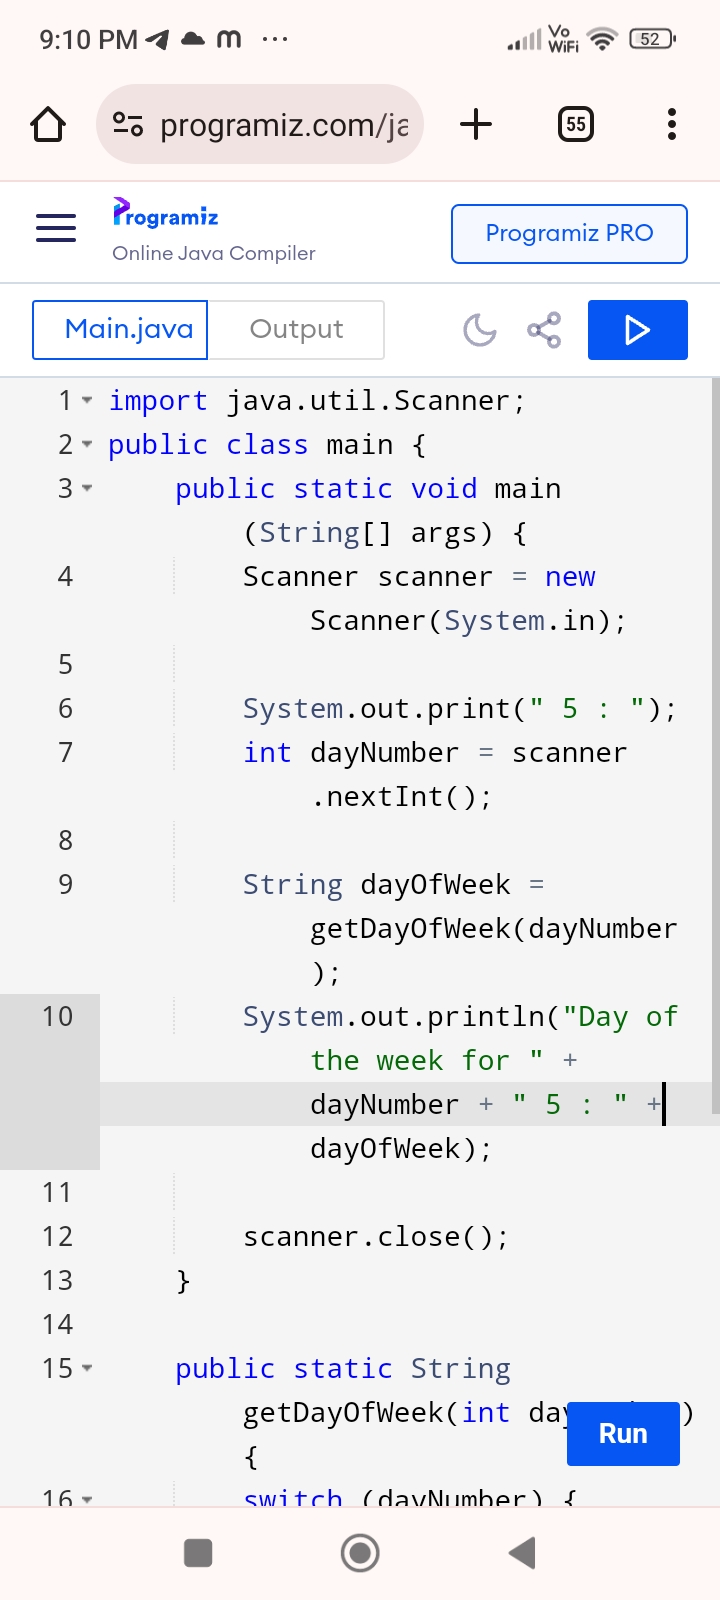 9:10 PM m ...
Vo WiFi 52
programiz.com/ja 55
Programiz
Online Java Compiler
Programiz PRO
Main.java Output
1 import java.util.Scanner;
2 public class main {
3 public static void main
(String[] args) {
4 Scanner scanner = new
Scanner(System.in);
5
6 System.out.print(" 5 : ");
7 int dayNumber = scanner
.nextInt();
8
9 String dayOfWeek =
getDayOfWeek(dayNumber
);
10 System.out.println("Day of
the week for " +
dayNumber + " 5 : " +
dayOfWeek);
11
12 scanner.close();
13 }
14
15 public static String
getDayOfWeek(int )
{
Run
16 switch (dayNumber) {